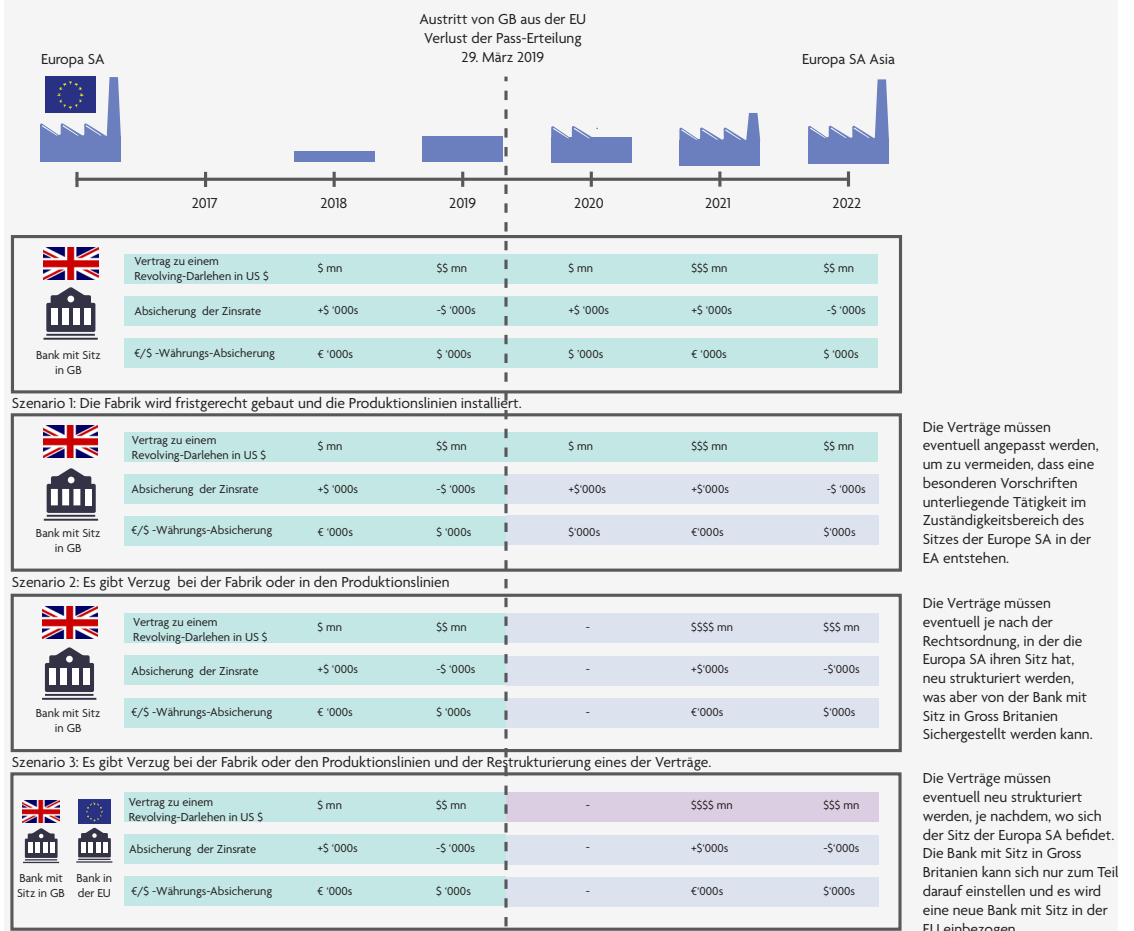 Austritt von GB aus der EU
Verlust der Pass-Erteilung
29. März 2019
Europa SA
Europa SA Asia
2017 2018 2019 2020 2021 2022
Vertrag zu einem
Revolving-Darlehen in US $ $ mn $$ mn $ mn $$$ mn $$ mn
Absicherung der Zinsrate +$ '000s -$ '000s +$ '000s +$ '000s -$ '000s
€/$ -Währungs-Absicherung € '000s $ '000s $ '000s € '000s $ '000s
Bank mit Sitz
in GB
Szenario 1: Die Fabrik wird fristgerecht gebaut und die Produktionslinien installiert.
Vertrag zu einem
Revolving-Darlehen in US $ $ mn $$ mn $ mn $$$ mn $$ mn
Absicherung der Zinsrate +$ '000s -$ '000s +$'000s +$'000s -$ '000s
€/$ -Währungs-Absicherung € '000s $ '000s $'000s €'000s $'000s
Bank mit Sitz
in GB
Die Verträge müssen
eventuell angepasst werden,
um zu vermeiden, dass eine
besonderen Vorschriften
unterliegende Tätigkeit im
Zuständigkeitsbereich des
Sitzes der Europe SA in der
EA entstehen.
Szenario 2: Es gibt Verzug bei der Fabrik oder in den Produktionslinien
Vertrag zu einem
Revolving-Darlehen in US $ $ mn $$ mn - $$$$ mn $$$ mn
Absicherung der Zinsrate +$ '000s -$ '000s - +$'000s -$'000s
€/$ -Währungs-Absicherung € '000s $ '000s - €'000s $'000s
Bank mit Sitz
in GB
Die Verträge müssen
eventuell je nach der
Rechtsordnung, in der die
Europa SA ihren Sitz hat,
neu strukturiert werden,
was aber von der Bank mit
Sitz in Gross Britanien
Sichergestellt werden kann.
Szenario 3: Es gibt Verzug bei der Fabrik oder den Produktionslinien und der Restrukturierung eines der Verträge.
Vertrag zu einem
Revolving-Darlehen in US $ $ mn $$ mn - $$$$ mn $$$ mn
Absicherung der Zinsrate +$ '000s -$ '000s - +$'000s -$'000s
€/$ -Währungs-Absicherung € '000s $ '000s - €'000s $'000s
Bank mit
Sitz in GB
Bank in
der EU
Die Verträge müssen
eventuell neu strukturiert
werden, je nachdem, wo sich
der Sitz der Europa SA befidet.
Die Bank mit Sitz in Gross
Britanien kann sich nur zum Teil
darauf einstellen und es wird
eine neue Bank mit Sitz in der
EU einbezogen